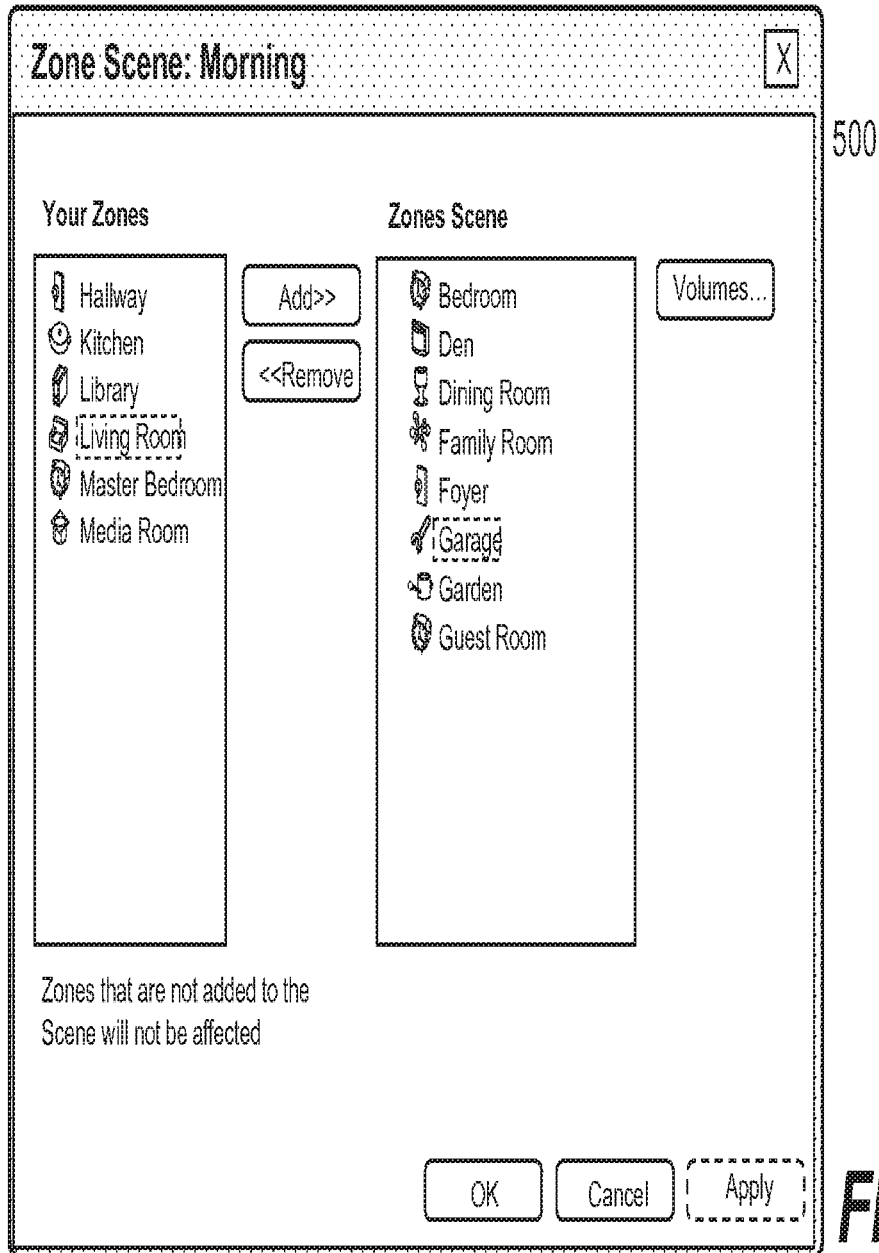 Zone Scene: Morning
X
500
Your Zones
Zones Scene
Hallway
Kitchen
Library
Living Room
Master Bedroom
Media Room
Add>>
<<Remove
Bedroom
Den
Dining Room
Family Room
Foyer
Garage
Garden
Guest Room
Volumes...
Zones that are not added to the
Scene will not be affected
OK
Cancel
Apply